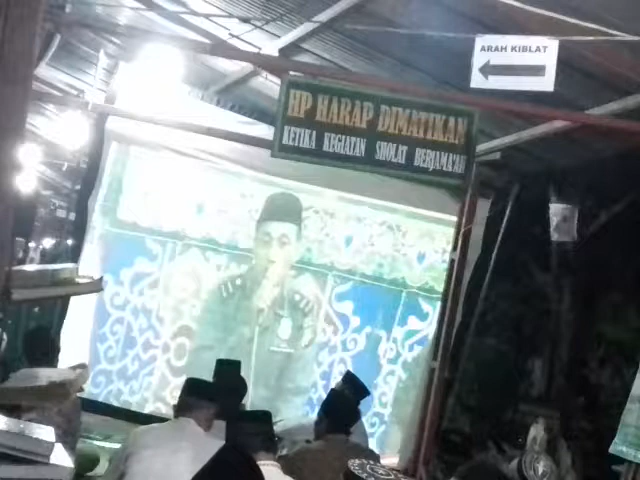 ARAH KIBLAT
HP HARAP DIMATIKAN
KETIKA KEGIATAN SHOLAT BERJAMA'AH